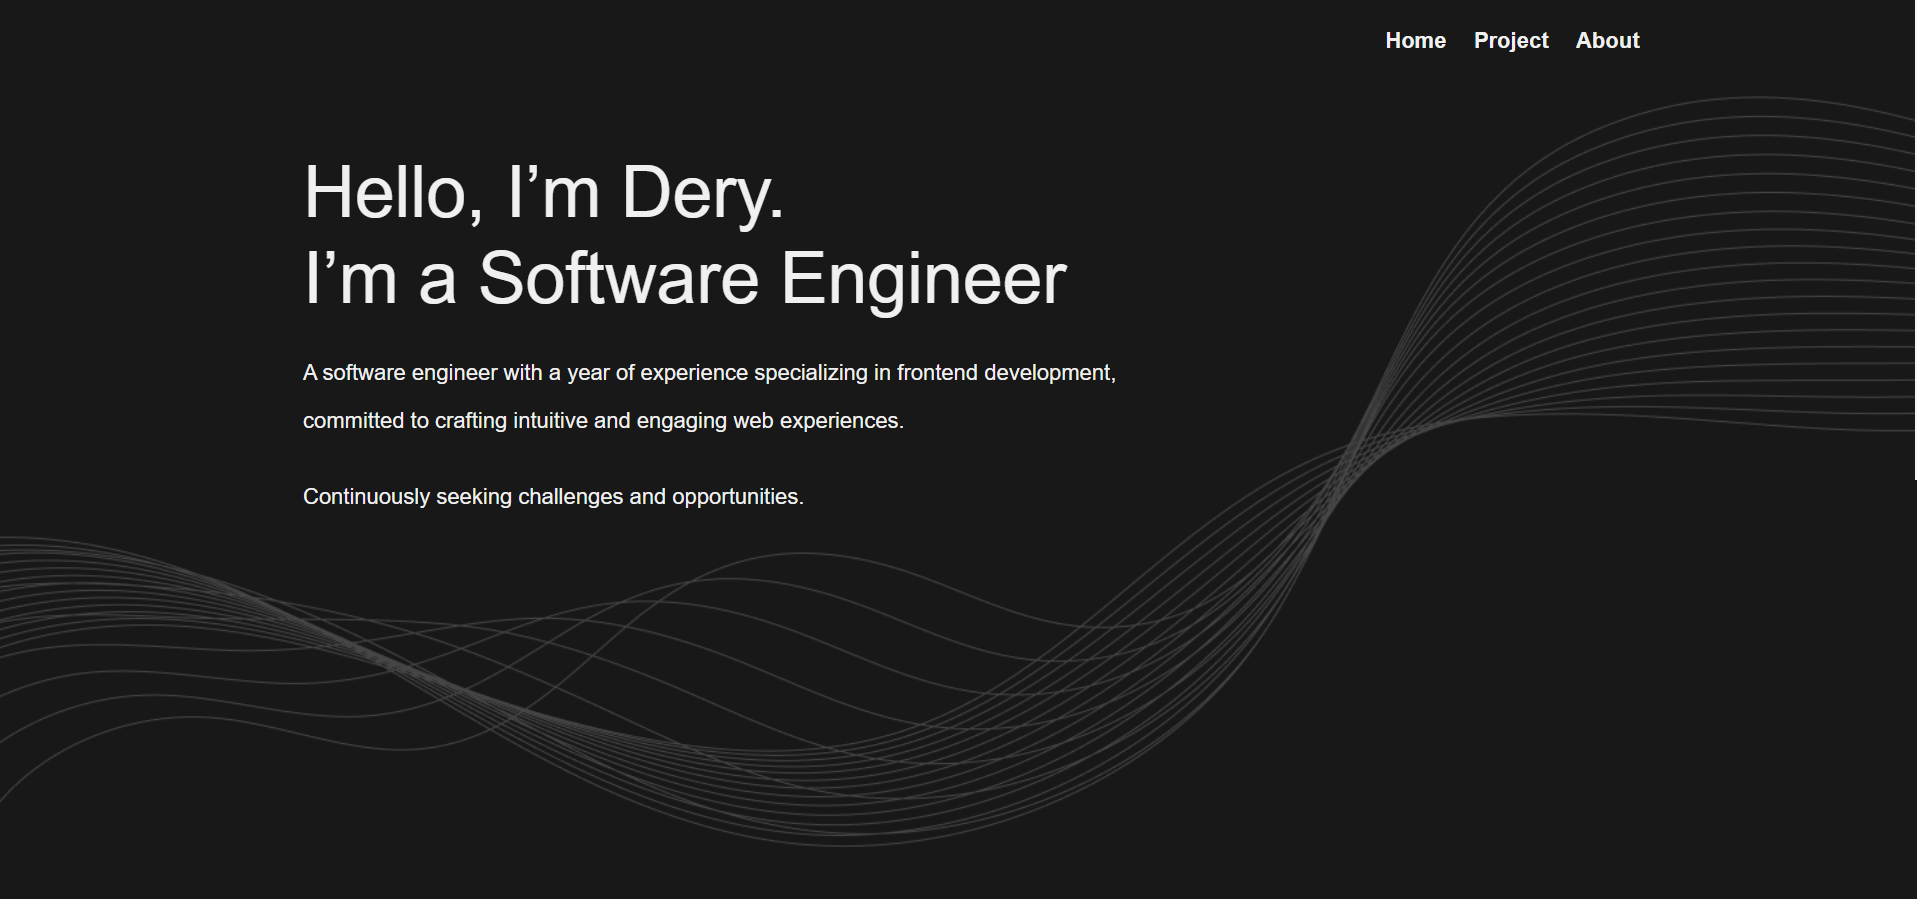 Home Project About
Hello, I’m Dery.
I’m a Software Engineer
A software engineer with a year of experience specializing in frontend development,
committed to crafting intuitive and engaging web experiences.
Continuously seeking challenges and opportunities.